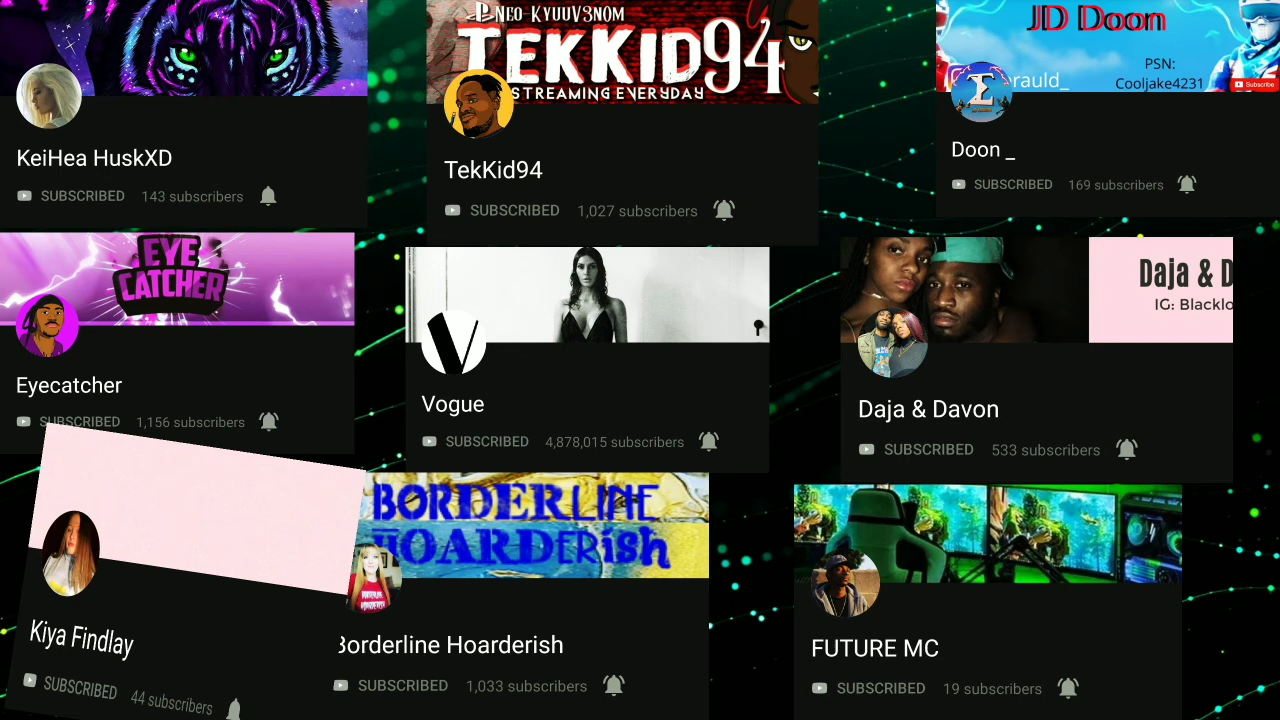 KeiHea HuskXD
SUBSCRIBED 143 subscribers
NEO-KYUUV3NOM
TEKKID94
STREAMING EVERYDAY
TekKid94
SUBSCRIBED 1,027 subscribers
JD Doon
PSN:
Cooljake4231
rauld_
Subscribe
Doon _
SUBSCRIBED 169 subscribers
EYE
CATCHER
Eyecatcher
SUBSCRIBED 1,156 subscribers
Vogue
SUBSCRIBED 4,878,015 subscribers
Daja & D
IG: Blacklo
Daja & Davon
SUBSCRIBED 533 subscribers
Kiya Findlay
SUBSCRIBED 44 subscribers
BORDERLINE
HOARDERish
Borderline Hoarderish
SUBSCRIBED 1,033 subscribers
FUTURE MC
SUBSCRIBED 19 subscribers